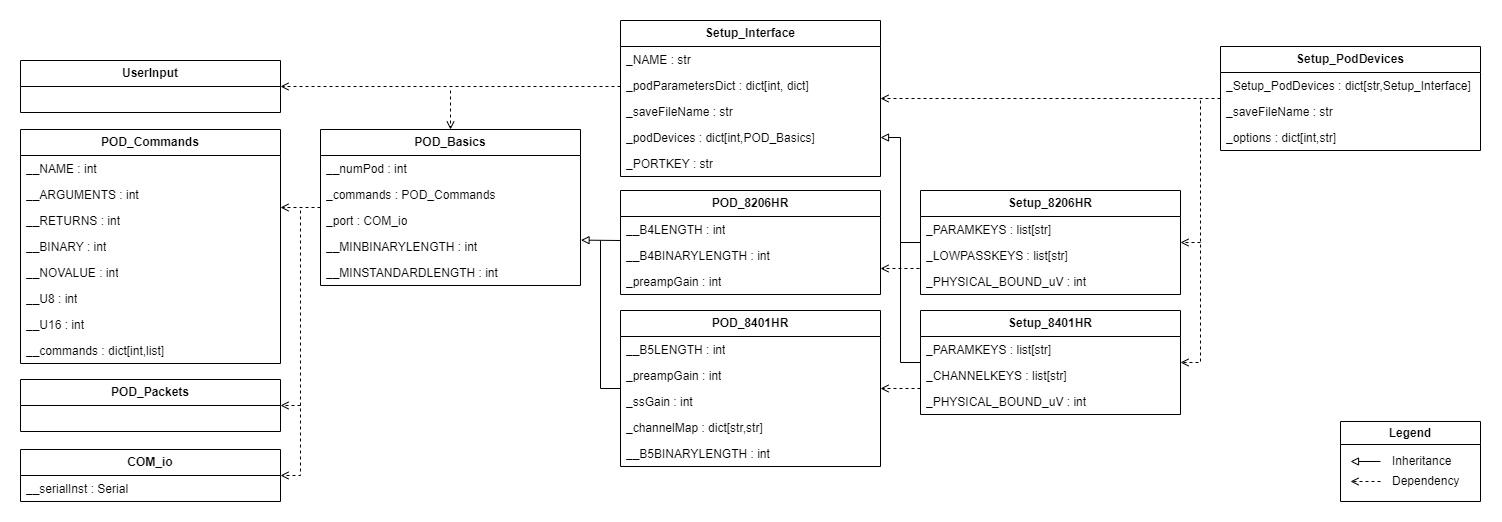 UserInput
POD_Commands
__NAME : int
__ARGUMENTS : int
__RETURNS : int
__BINARY : int
__NOVALUE : int
__U8 : int
__U16 : int
__commands : dict[int,list]
POD_Packets
COM_io
__serialInst : Serial
POD_Basics
__numPod : int
_commands : POD_Commands
_port : COM_io
__MINBINARYLENGTH : int
__MINSTANDARDLENGTH : int
Setup_Interface
_NAME : str
_podParametersDict : dict[int, dict]
_saveFileName : str
_podDevices : dict[int,POD_Basics]
_PORTKEY : str
POD_8206HR
__B4LENGTH : int
__B4BINARYLENGTH : int
_preampGain : int
POD_8401HR
__B5LENGTH : int
_preampGain : int
_ssGain : int
_channelMap : dict[str,str]
__B5BINARYLENGTH : int
Setup_8206HR
_PARAMKEYS : list[str]
_LOWPASSKEYS : list[str]
_PHYSICAL_BOUND_uV : int
Setup_8401HR
_PARAMKEYS : list[str]
_CHANNELKEYS : list[str]
_PHYSICAL_BOUND_uV : int
Setup_PodDevices
_Setup_PodDevices : dict[str,Setup_Interface]
_saveFileName : str
_options : dict[int,str]
Legend
Inheritance
Dependency